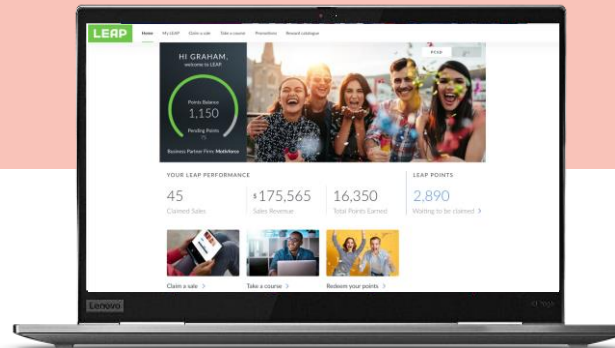 LEAP
Home My LEAP Claim a sale Take a course Promotions Reward catalogue
HI GRAHAM,
welcome to LEAP.
Points Balance
1,150
Pending Points
75
Business Partner Firm: Motivforce
YOUR LEAP PERFORMANCE
LEAP POINTS
45
$175,565
16,350
2,890
Claimed Sales
Sales Revenue
Total Points Earned
Waiting to be claimed >
Claim a sale >
Take a course >
Redeem your points >
Lenovo